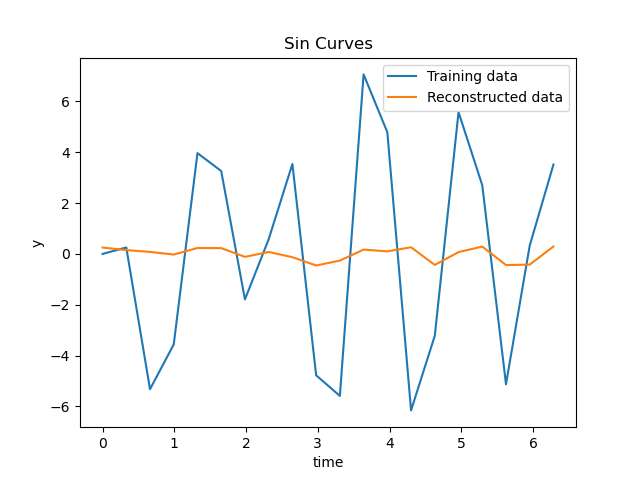 Sin Curves
Training data
Reconstructed data
y
6
4
2
0
−2
−4
−6
0 1 2 3 4 5 6
time